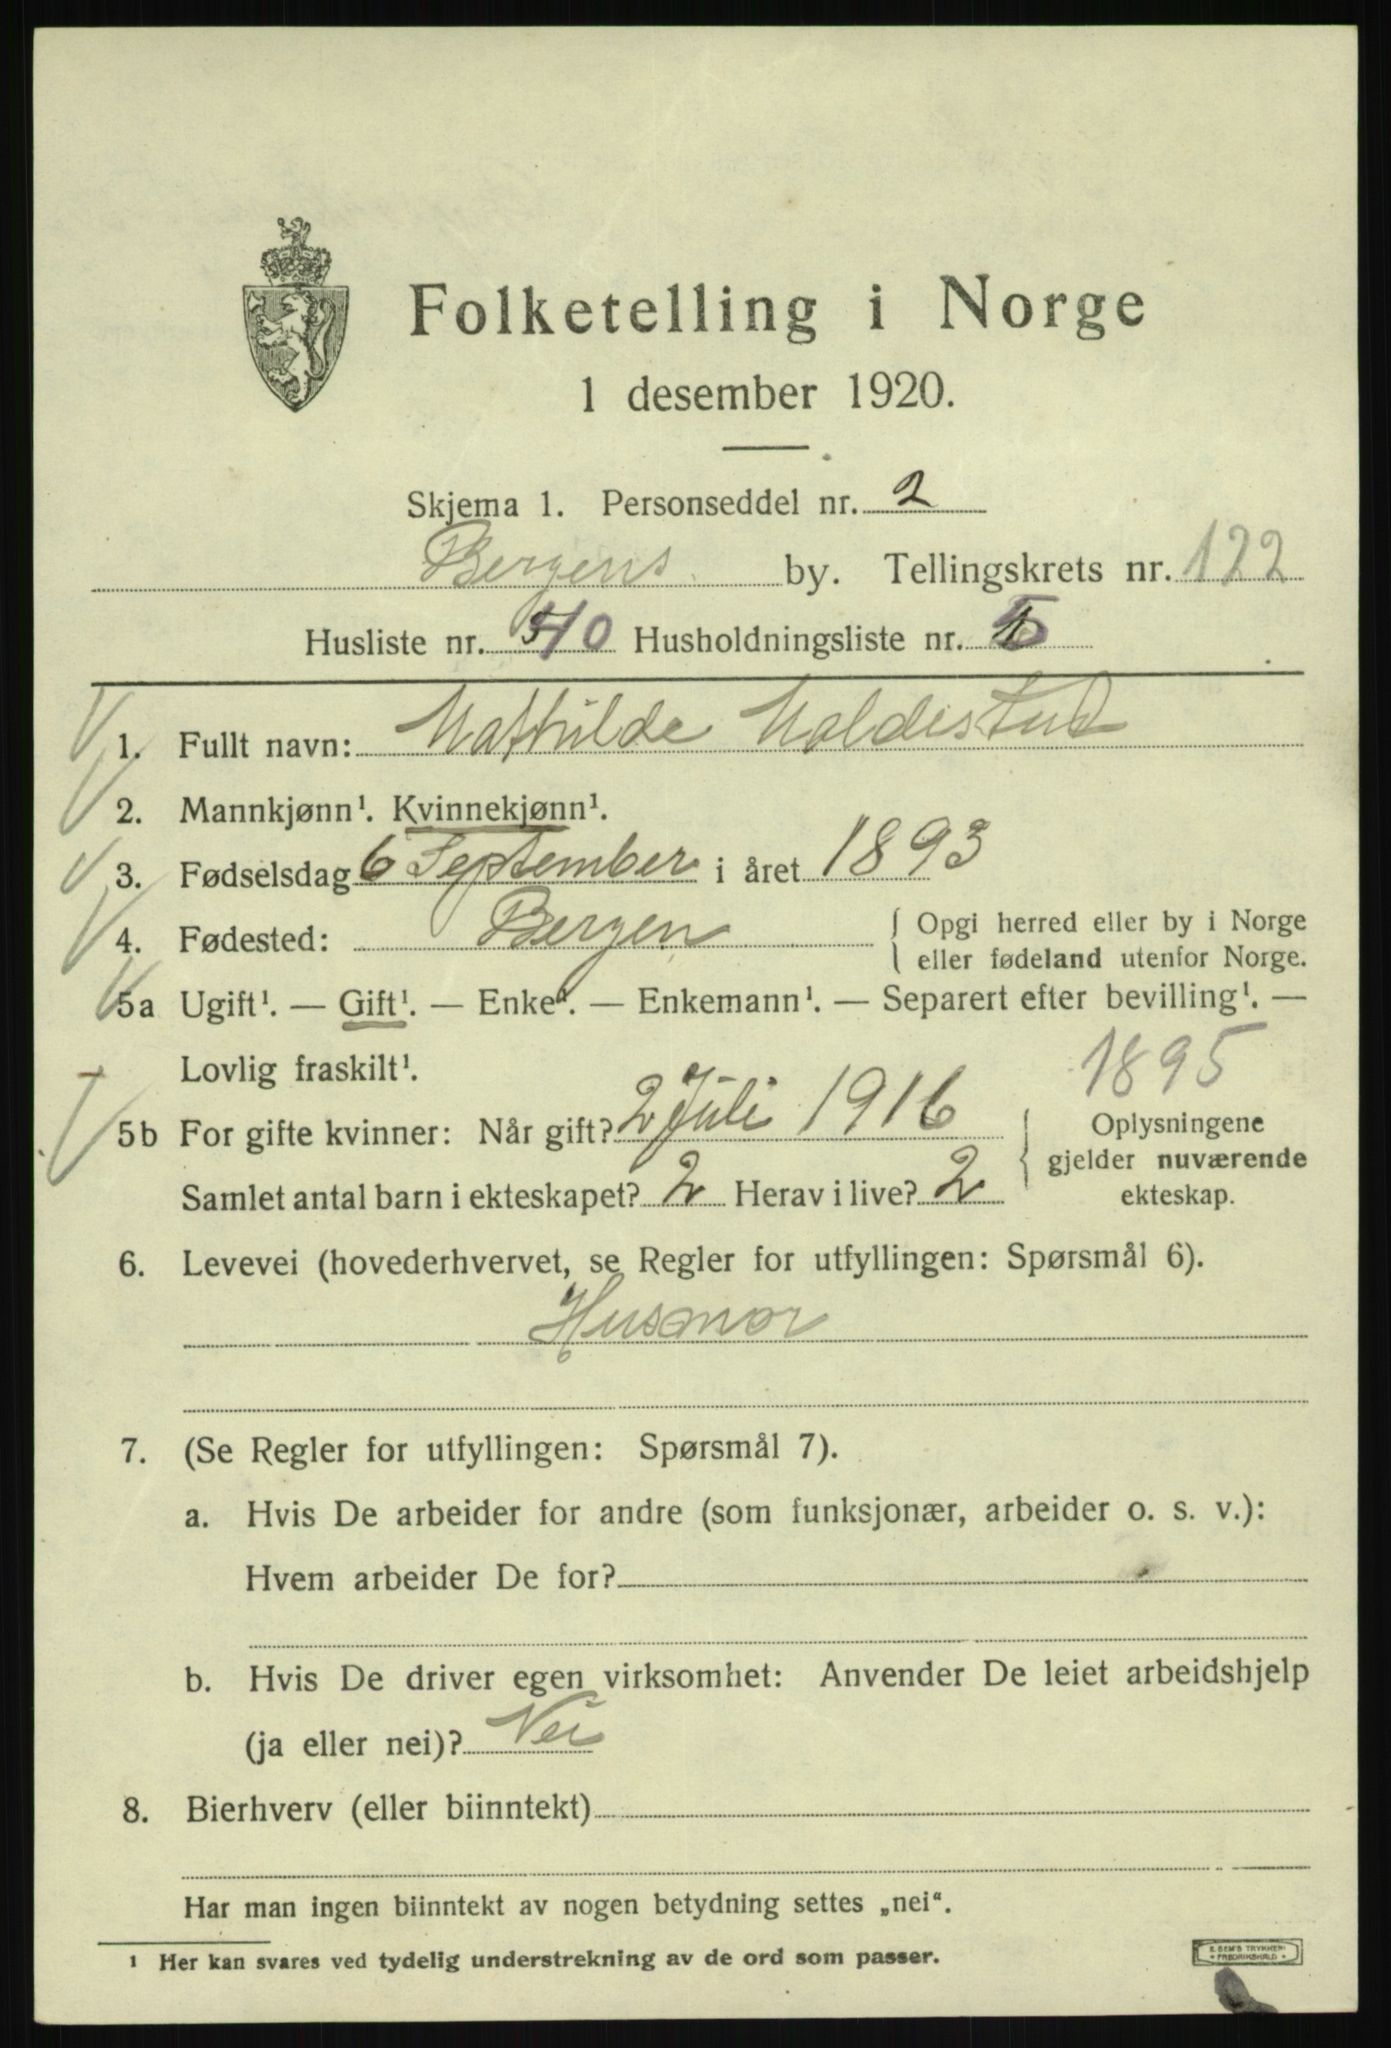 Folketelling i Norge
1 desember 1920.
Skjema 1. Personseddel nr. 2
Bergens by. Tellingskrets nr. 122
Husliste nr. 40 Husholdningsliste nr.
1. Fullt navn: Mathilde Moldestad
2. Mannkjønn¹. Kvinnekjønn¹.
3. Fødselsdag 6 September i året 1893
4. Fødested: Bergen { Opgi herred eller by i Norge
eller fødeland utenfor Norge.
5a Ugift¹. — Gift¹. — Enke¹. — Enkemann¹. — Separert efter bevilling¹. —
Lovlig fraskilt¹.
1895
5b For gifte kvinner: Når gift? 2 Juli 1916 { Oplysningene
gjelder nuværende
Samlet antal barn i ekteskapet? 2 Herav i live? 2 ekteskap.
6. Levevei (hovederhvervet, se Regler for utfyllingen: Spørsmål 6).
Husmor
7. (Se Regler for utfyllingen: Spørsmål 7).
a. Hvis De arbeider for andre (som funksjonær, arbeider o. s. v.):
Hvem arbeider De for?
b. Hvis De driver egen virksomhet: Anvender De leiet arbeidshjelp
(ja eller nei)? Nei
8. Bierhverv (eller biinntekt)
Har man ingen biinntekt av nogen betydning settes „nei“.
¹ Her kan svares ved tydelig understrekning av de ord som passer.
E. SEM'S TRYKKERI
FREDRIKSHALD